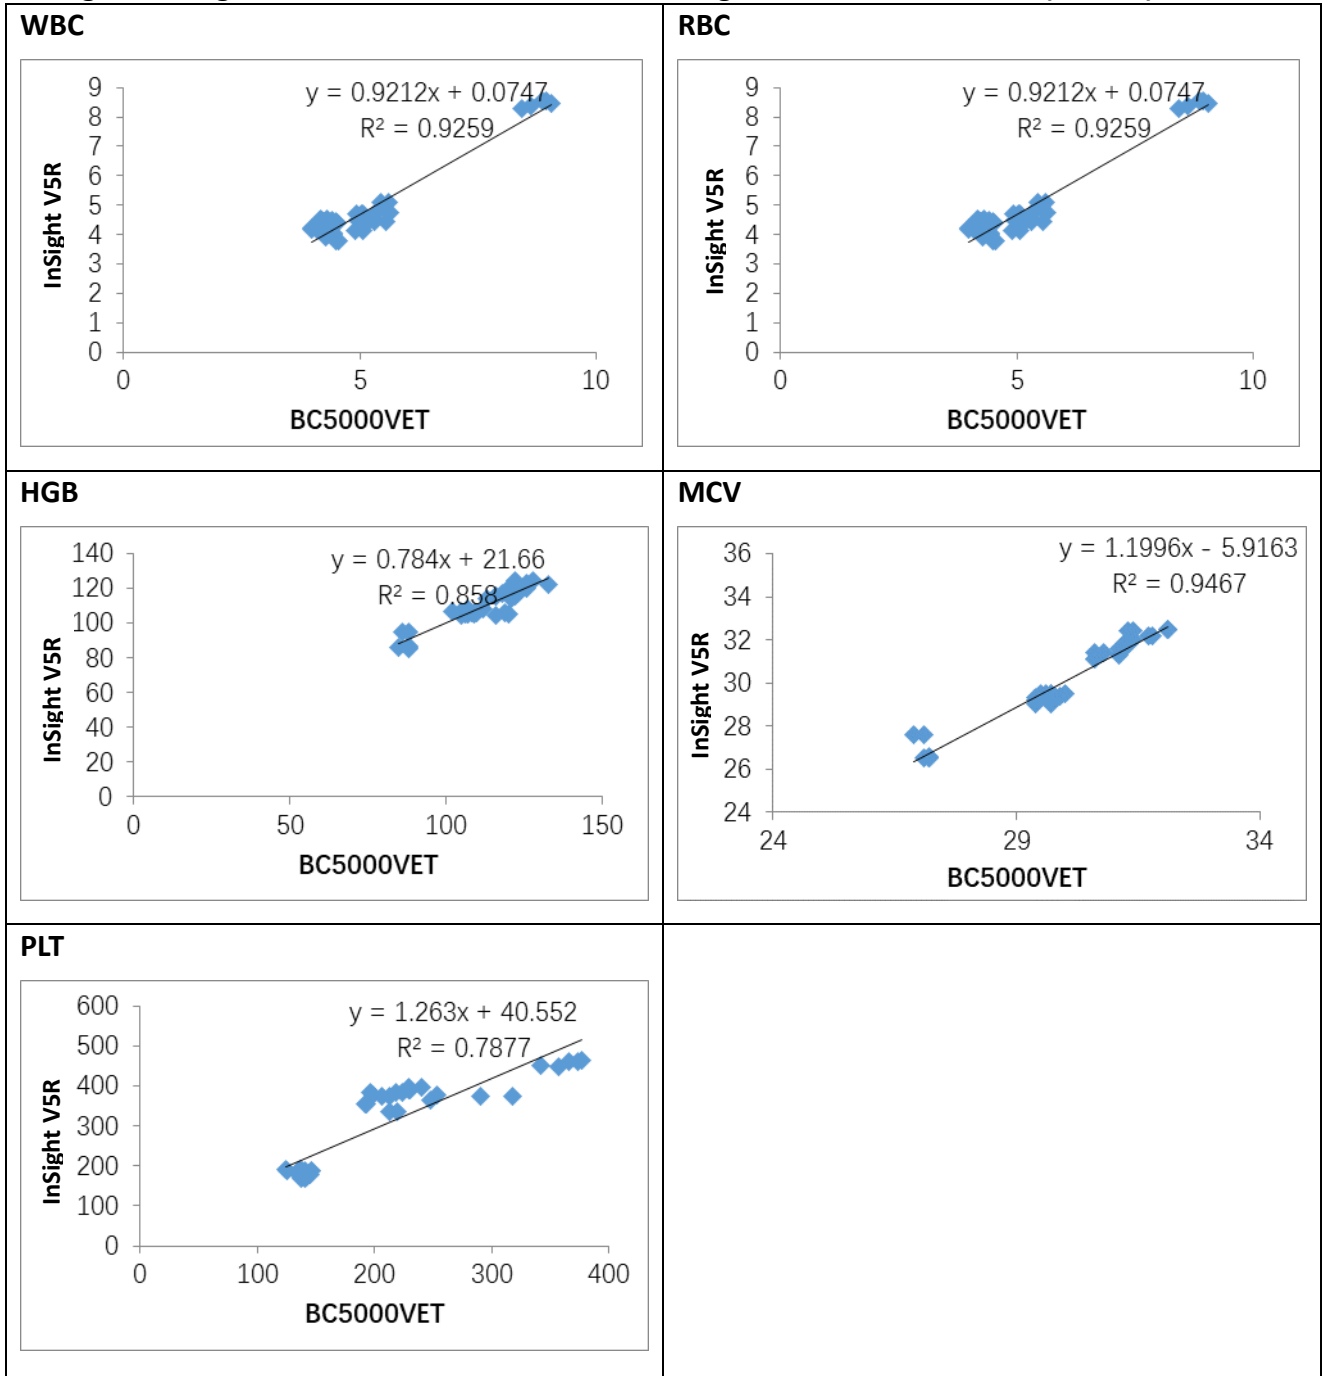 WBC
y = 0.9212x + 0.0747
R² = 0.9259
9
8
7
6
5
4
3
2
1
0
0 5 10
InSight V5R
BC5000VET
RBC
y = 0.9212x + 0.0747
R² = 0.9259
9
8
7
6
5
4
3
2
1
0
0 5 10
InSight V5R
BC5000VET
HGB
y = 0.784x + 21.66
R² = 0.858
140
120
100
80
60
40
20
0
0 50 100 150
InSight V5R
BC5000VET
MCV
y = 1.1996x - 5.9163
R² = 0.9467
36
34
32
30
28
26
24
24 29 34
InSight V5R
BC5000VET
PLT
y = 1.263x + 40.552
R² = 0.7877
600
500
400
300
200
100
0
0 100 200 300 400
InSight V5R
BC5000VET